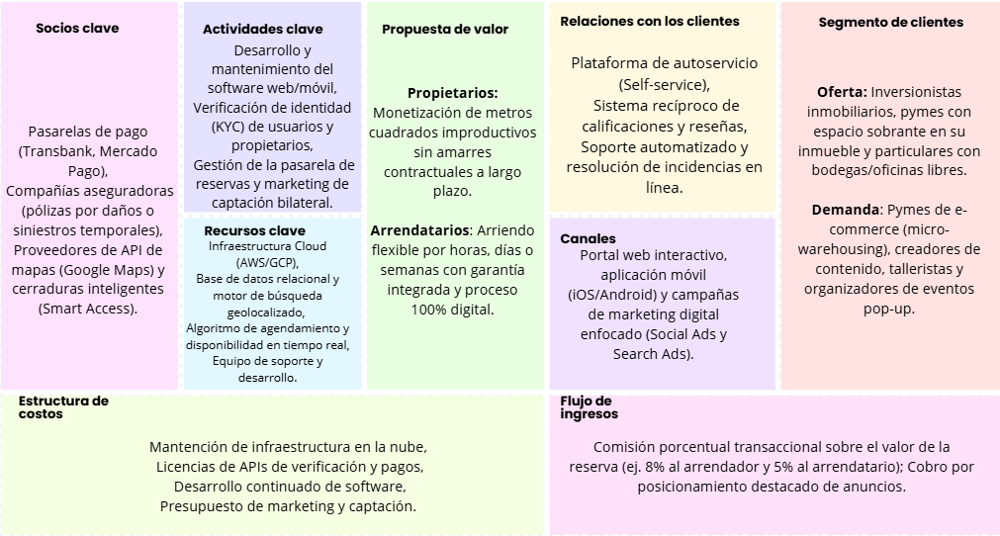 Socios clave
Pasarelas de pago
(Transbank, Mercado
Pago),
Compañías aseguradoras
(pólizas por daños o
siniestros temporales),
Proveedores de API de
mapas (Google Maps) y
cerraduras inteligentes
(Smart Access).
Actividades clave
Desarrollo y
mantenimiento del
software web/móvil,
Verificación de identidad
(KYC) de usuarios y
propietarios,
Gestión de la pasarela de
reservas y marketing de
captación bilateral.
Recursos clave
Infraestructura Cloud
(AWS/GCP),
Base de datos relacional y
motor de búsqueda
geolocalizado,
Algoritmo de agendamiento y
disponibilidad en tiempo real,
Equipo de soporte y
desarrollo.
Propuesta de valor
Propietarios:
Monetización de metros
cuadrados improductivos
sin amarres
contractuales a largo
plazo.
Arrendatarios: Arriendo
flexible por horas, días o
semanas con garantía
integrada y proceso
100% digital.
Relaciones con los clientes
Plataforma de autoservicio
(Self-service),
Sistema recíproco de
calificaciones y reseñas,
Soporte automatizado y
resolución de incidencias en
línea.
Canales
Portal web interactivo,
aplicación móvil
(iOS/Android) y campañas
de marketing digital
enfocado (Social Ads y
Search Ads).
Segmento de clientes
Oferta: Inversionistas
inmobiliarios, pymes con
espacio sobrante en su
inmueble y particulares con
bodegas/oficinas libres.
Demanda: Pymes de e-
commerce (micro-
warehousing), creadores de
contenido, talleristas y
organizadores de eventos
pop-up.
Estructura de
costos
Mantención de infraestructura en la nube,
Licencias de APIs de verificación y pagos,
Desarrollo continuado de software,
Presupuesto de marketing y captación.
Flujo de
ingresos
Comisión porcentual transaccional sobre el valor de la
reserva (ej. 8% al arrendador y 5% al arrendatario); Cobro por
posicionamiento destacado de anuncios.